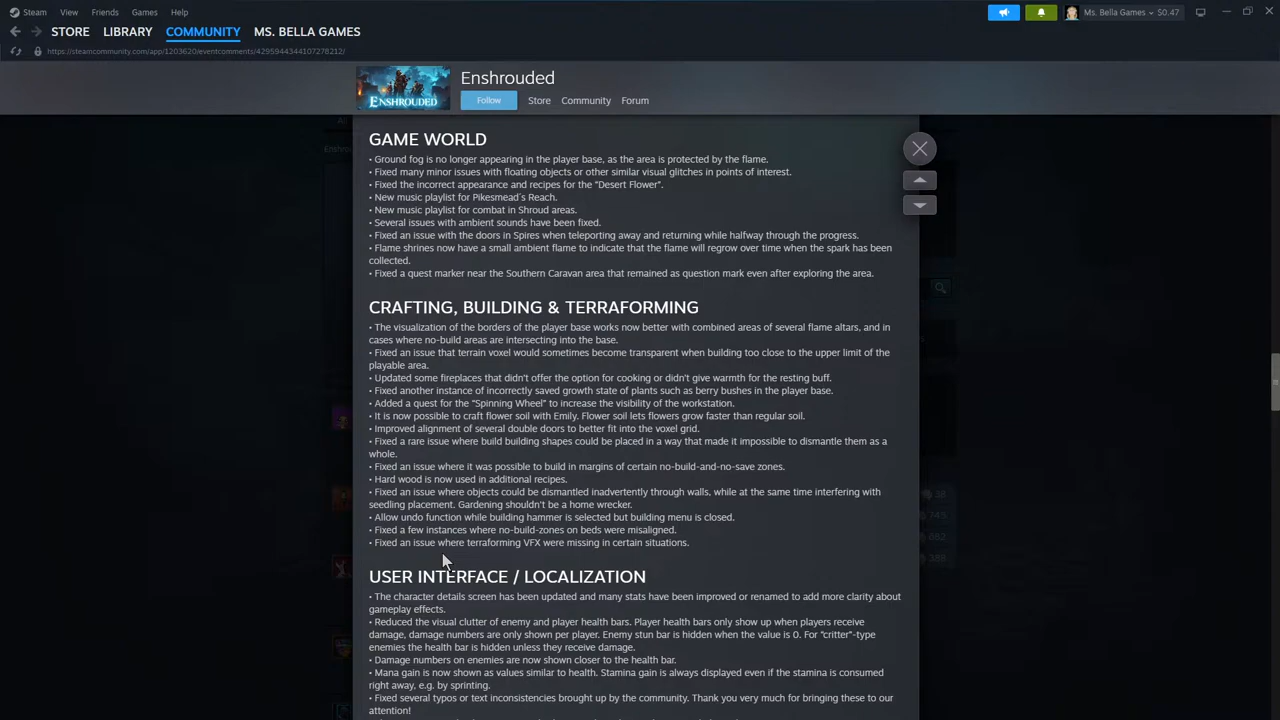 Steam View Friends Games Help
Ms. Bella Games $0.47
STORE LIBRARY COMMUNITY MS. BELLA GAMES
https://steamcommunity.com/app/1203620/eventcomments/4295944344107278212/
ENSHROUDED
Enshrouded
Follow Store Community Forum
GAME WORLD
• Ground fog is no longer appearing in the player base, as the area is protected by the flame.
• Fixed many minor issues with floating objects or other similar visual glitches in points of interest.
• Fixed the incorrect appearance and recipes for the "Desert Flower".
• New music playlist for Pikesmead´s Reach.
• New music playlist for combat in Shroud areas.
• Several issues with ambient sounds have been fixed.
• Fixed an issue with the doors in Spires when teleporting away and returning while halfway through the progress.
• Flame shrines now have a small ambient flame to indicate that the flame will regrow over time when the spark has been
collected.
• Fixed a quest marker near the Southern Caravan area that remained as question mark even after exploring the area.
CRAFTING, BUILDING & TERRAFORMING
• The visualization of the borders of the player base works now better with combined areas of several flame altars, and in
cases where no-build areas are intersecting into the base.
• Fixed an issue that terrain voxel would sometimes become transparent when building too close to the upper limit of the
playable area.
• Updated some fireplaces that didn't offer the option for cooking or didn't give warmth for the resting buff.
• Fixed another instance of incorrectly saved growth state of plants such as berry bushes in the player base.
• Added a quest for the "Spinning Wheel" to increase the visibility of the workstation.
• It is now possible to craft flower soil with Emily. Flower soil lets flowers grow faster than regular soil.
• Improved alignment of several double doors to better fit into the voxel grid.
• Fixed a rare issue where build building shapes could be placed in a way that made it impossible to dismantle them as a
whole.
• Fixed an issue where it was possible to build in margins of certain no-build-and-no-save zones.
• Hard wood is now used in additional recipes.
• Fixed an issue where objects could be dismantled inadvertently through walls, while at the same time interfering with
seedling placement. Gardening shouldn't be a home wrecker.
• Allow undo function while building hammer is selected but building menu is closed.
• Fixed a few instances where no-build-zones on beds were misaligned.
• Fixed an issue where terraforming VFX were missing in certain situations.
USER INTERFACE / LOCALIZATION
• The character details screen has been updated and many stats have been improved or renamed to add more clarity about
gameplay effects.
• Reduced the visual clutter of enemy and player health bars. Player health bars only show up when players receive
damage, damage numbers are only shown per player. Enemy stun bar is hidden when the value is 0. For "critter"-type
enemies the health bar is hidden unless they receive damage.
• Damage numbers on enemies are now shown closer to the health bar.
• Mana gain is now shown as values similar to health. Stamina gain is always displayed even if the stamina is consumed
right away, e.g. by sprinting.
• Fixed several typos or text inconsistencies brought up by the community. Thank you very much for bringing these to our
attention!